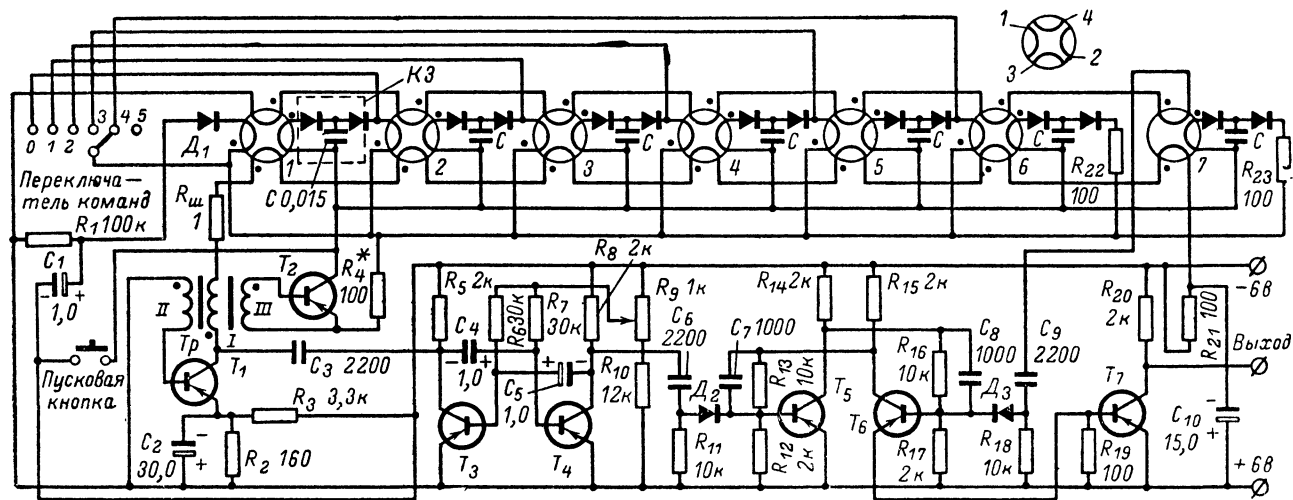 1 4
3 2
КЗ
0 1 2 3 4 5
Д₁
1
2
3
4
5
6
7
C 0,015
C
C
C
C
C
C
R₂₂
100
R₂₃
100
Переключа-
тель команд
R₁ 100к
Rш
1
C₁
- +
1,0
Пусковая
кнопка
II
I
III
Тр
T₁
T₂
R₄*
100
C₃ 2200
R₃ 3,3к
C₂
30,0
-
+
R₂ 160
R₅ 2к
R₆ 30к
R₇
30к
R₈ 2к
R₉ 1к
C₄
- +
1,0
C₅
1,0
+ -
R₁₀
12к
T₃
T₄
C₆
2200
C₇ 1000
Д₂
R₁₁
10к
R₁₂
2к
R₁₃
10к
R₁₄ 2к
R₁₅ 2к
T₅
T₆
R₁₆
10к
R₁₇
2к
C₈
1000
Д₃
C₉
2200
R₁₈
10к
R₁₉
100
T₇
R₂₀
2к
R₂₁
100
C₁₀
15,0
-
+
-6В
Выход
+6В